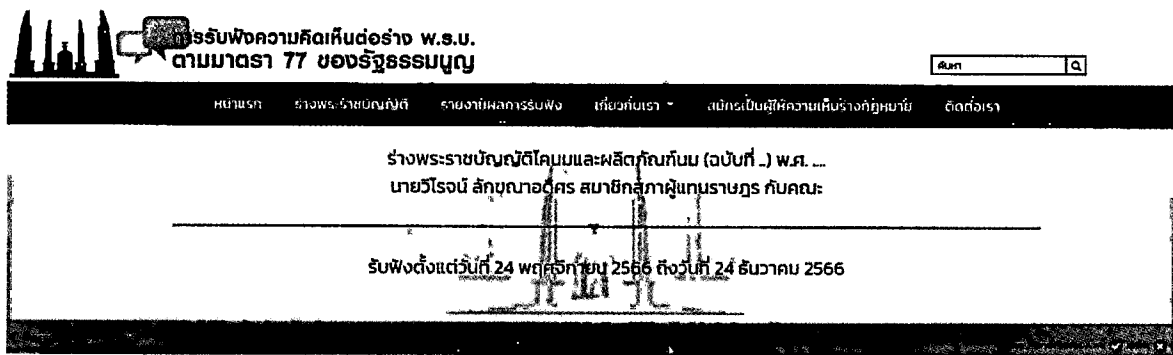 การรับฟังความคิดเห็นต่อร่าง พ.ร.บ.
ตามมาตรา 77 ของรัฐธรรมนูญ
ค้นหา
หน้าแรก ร่างพระราชบัญญัติ รายงานผลการรับฟัง เกี่ยวกับเรา สมัครเป็นผู้ให้ความเห็นร่างกฎหมาย ติดต่อเรา
ร่างพระราชบัญญัติโคนมและผลิตภัณฑ์นม (ฉบับที่ ..) พ.ศ. ....
นายวิโรจน์ ลักขณาอดิศร สมาชิกสภาผู้แทนราษฎร กับคณะ
รับฟังตั้งแต่วันที่ 24 พฤศจิกายน 2566 ถึงวันที่ 24 ธันวาคม 2566